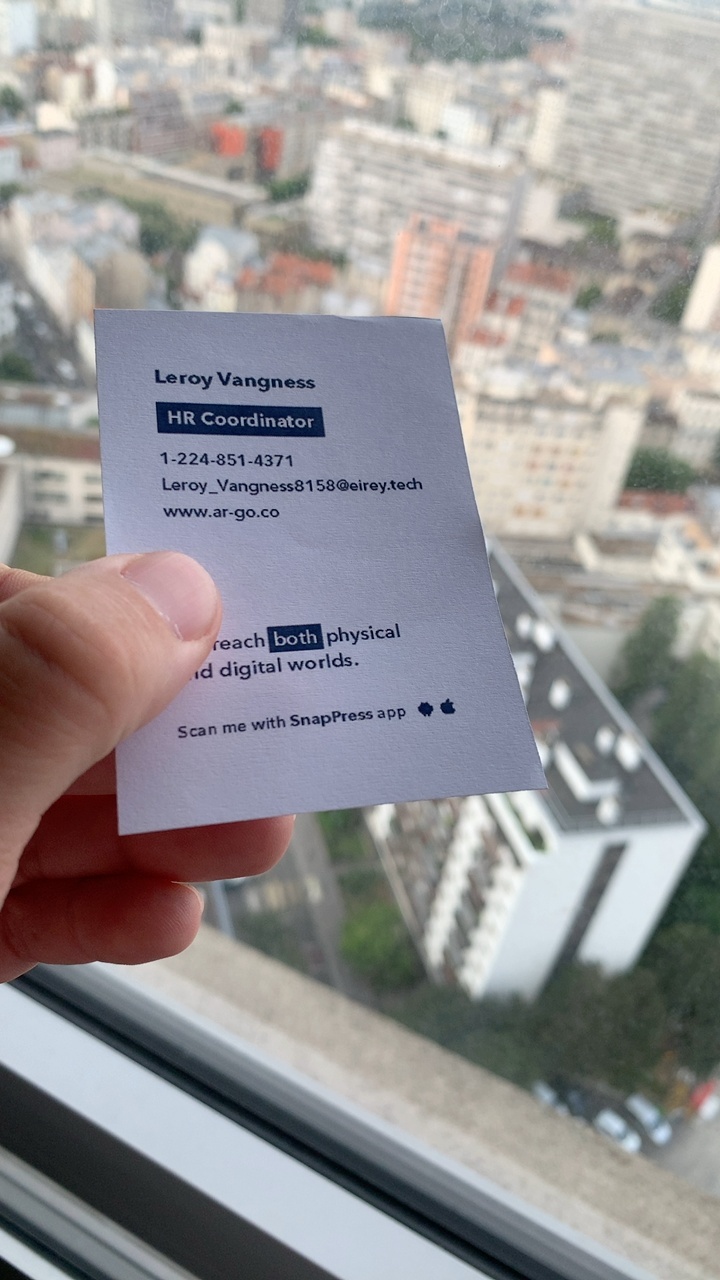 Leroy Vangness
HR Coordinator
1-224-851-4371
Leroy_Vangness8158@eirey.tech
www.ar-go.co
reach both physical
digital worlds.
Scan me with SnapPress app